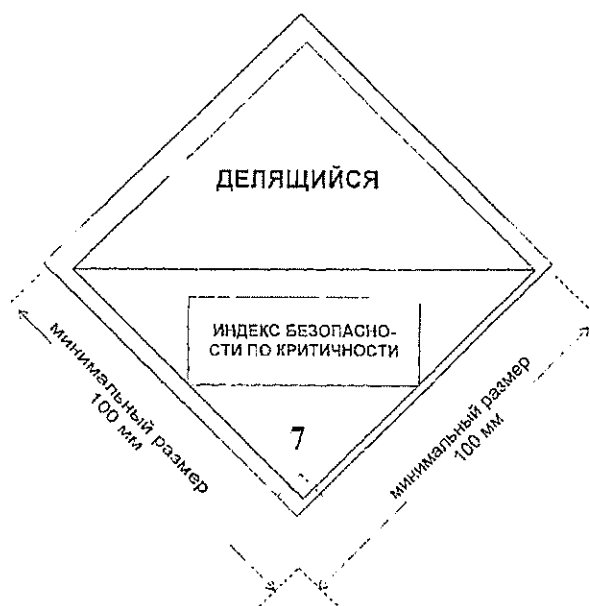 ДЕЛЯЩИЙСЯ
ИНДЕКС БЕЗОПАСНО-
СТИ ПО КРИТИЧНОСТИ
7
минимальный размер
100 мм
минимальный размер
100 мм